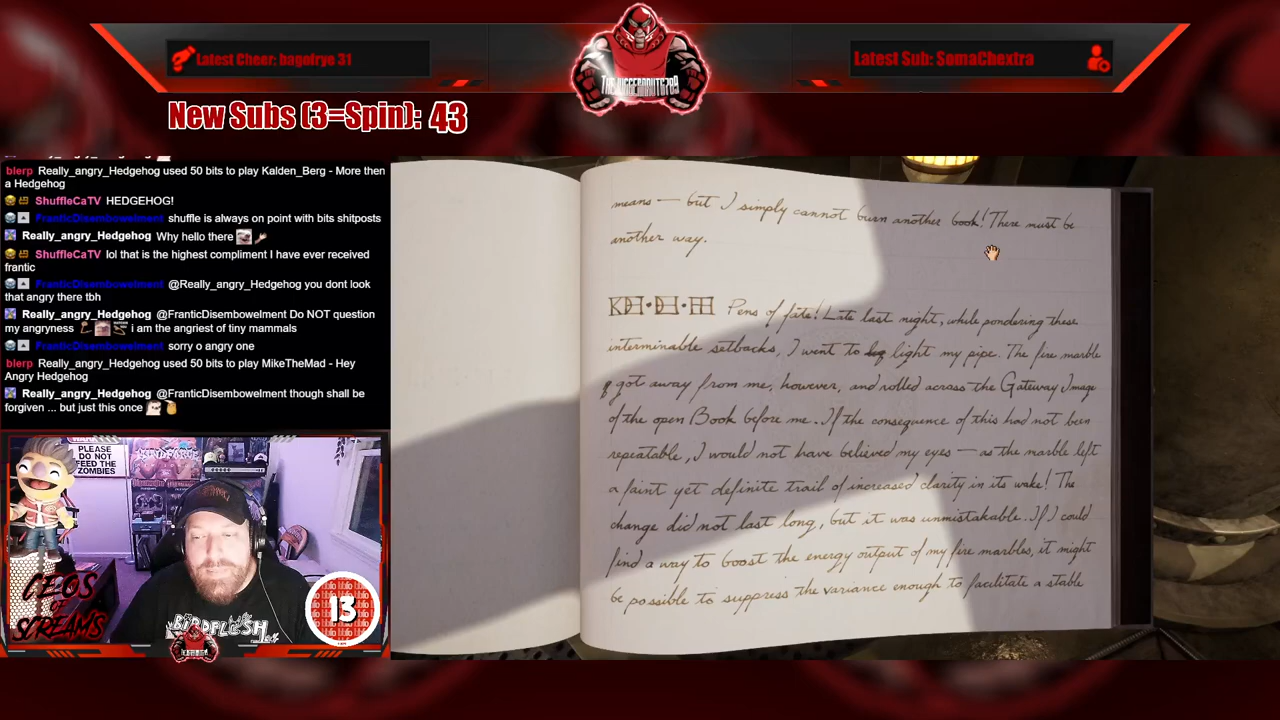 Latest Cheer: bagofrye 31
THEJUGGERNAUT6789
Latest Sub: SomaChextra
New Subs (3=Spin): 43
blerp Really_angry_Hedgehog used 50 bits to play Kalden_Berg - More then
a Hedgehog
ShuffleCaTV HEDGEHOG!
FranticDisembowelment shuffle is always on point with bits shitposts
Really_angry_Hedgehog Why hello there
ShuffleCaTV lol that is the highest compliment I have ever received
frantic
FranticDisembowelment @Really_angry_Hedgehog you dont look
that angry there tbh
Really_angry_Hedgehog @FranticDisembowelment Do NOT question
my angryness i am the angriest of tiny mammals
FranticDisembowelment sorry o angry one
blerp Really_angry_Hedgehog used 50 bits to play MikeTheMad - Hey
Angry Hedgehog
Really_angry_Hedgehog @FranticDisembowelment though shall be
forgiven ... but just this once
means — but I simply cannot burn another book! There must be
another way.
Pens of fate! Late last night, while pondering these
interminable setbacks, I went to light my pipe. The fire marble
got away from me, however, and rolled across the Gateway Image
of the open Book before me. If the consequence of this had not been
repeatable, I would not have believed my eyes — as the marble left
a faint yet definite trail of increased clarity in its wake! The
change did not last long, but it was unmistakable. If I could
find a way to boost the energy output of my fire marbles, it might
be possible to suppress the variance enough to facilitate a stable
PLEASE
DO NOT
FEED THE
ZOMBIES
CEOS
OF
SCREAMS
BIRDFLESH
13